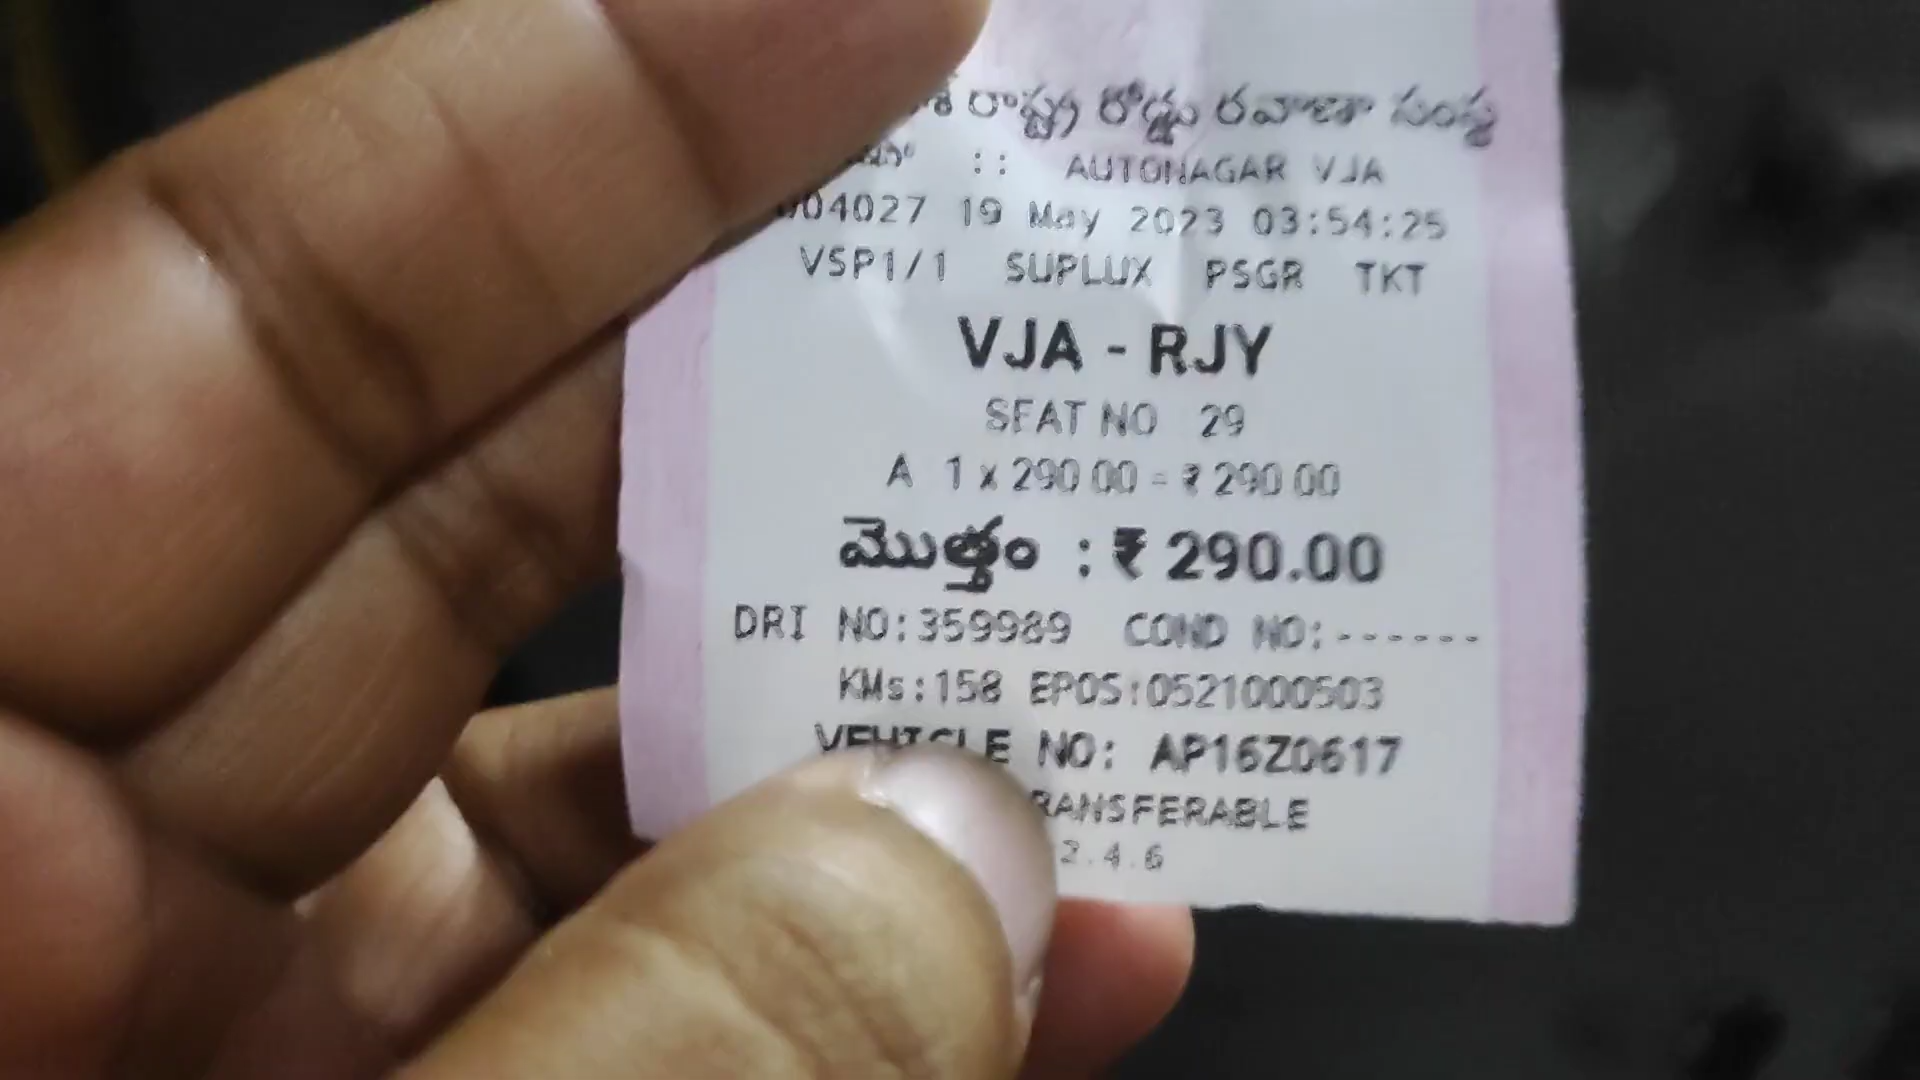 రాష్ట్ర రోడ్డు రవాణా సంస్థ
:: AUTONAGAR VJA
004027 19 May 2023 03:54:25
VSP1/1 SUPLUX PSGR TKT
VJA - RJY
SEAT NO 29
A 1 x 290.00 = ₹ 290.00
మొత్తం : ₹ 290.00
DRI NO:359989 COND NO:------
KMs:158 EPOS:0521000503
VEHICLE NO: AP16Z0617
RANSFERABLE
2.4.6